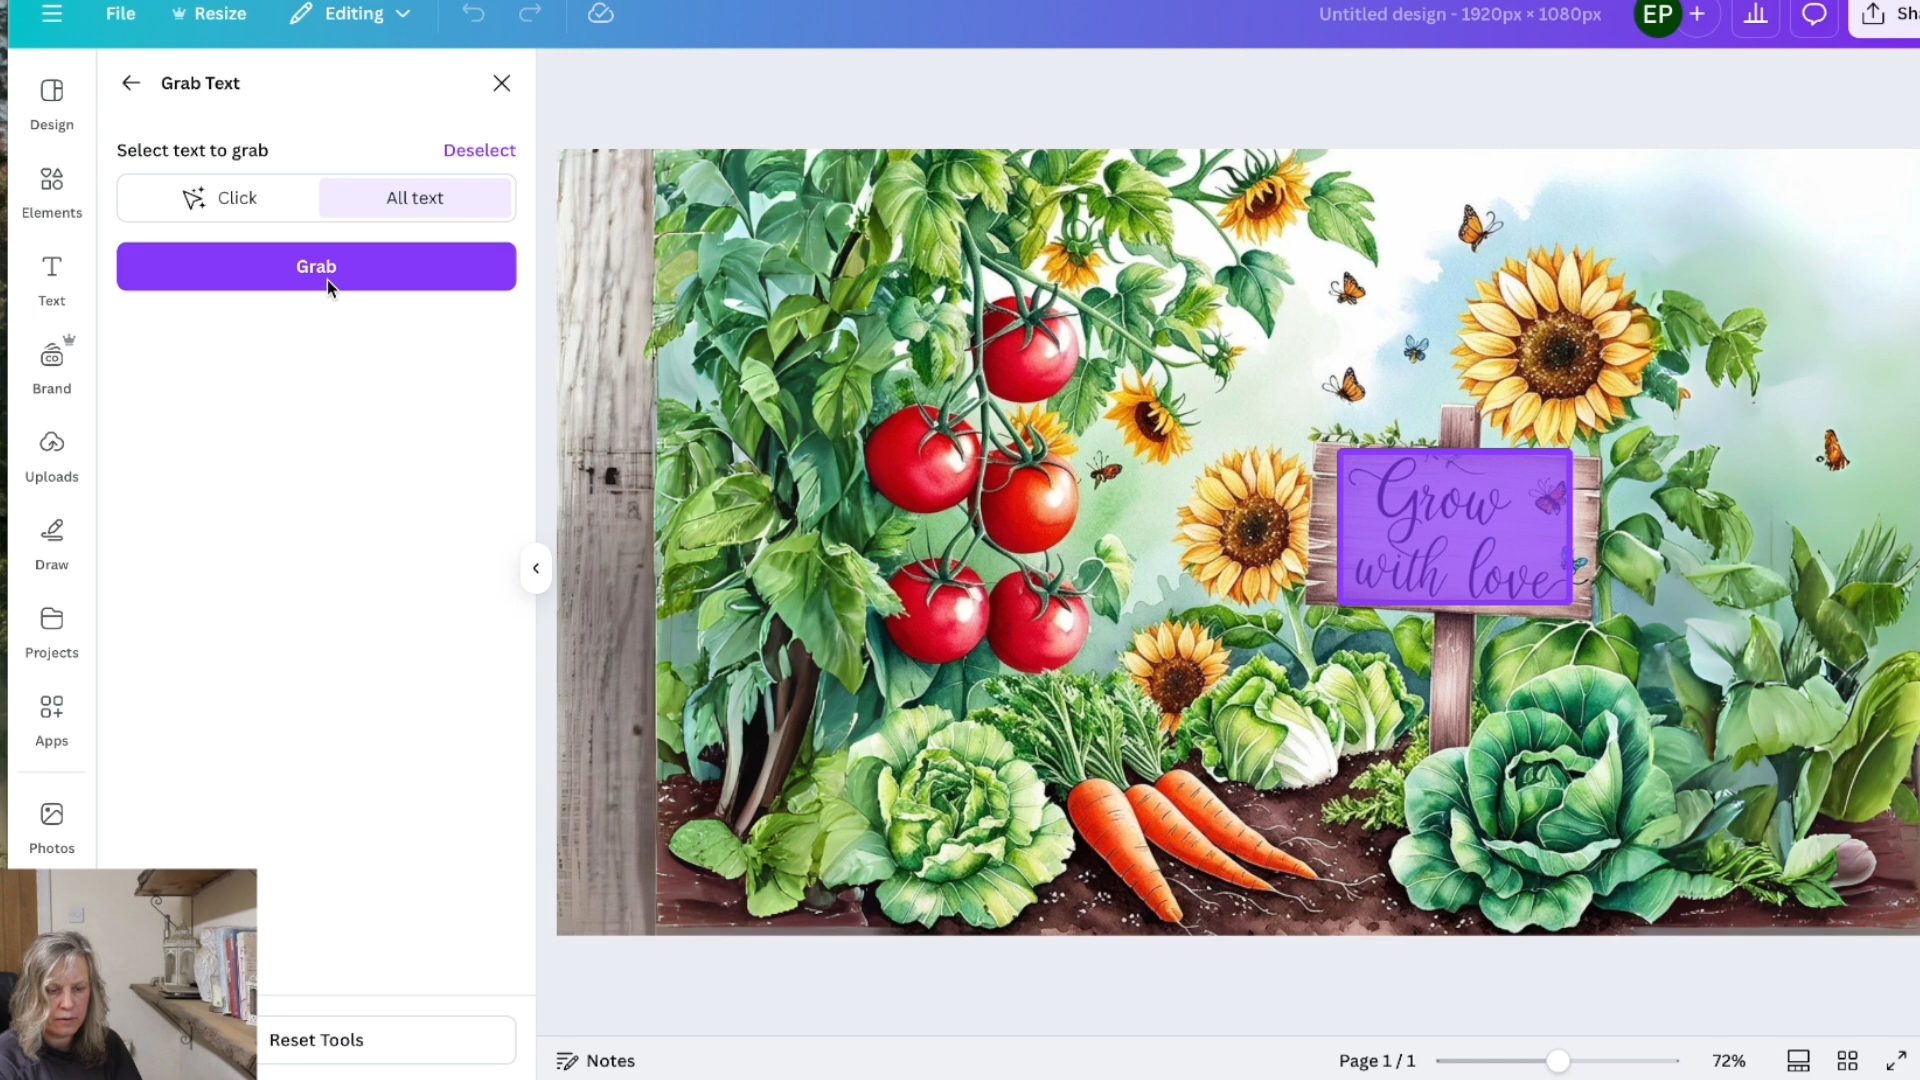 File
Resize
Editing
Untitled design - 1920px × 1080px
EP
Sha
Design
Elements
Text
Brand
Uploads
Draw
Projects
Apps
Photos
Grab Text
Select text to grab
Deselect
Click
All text
Grab
Grow
with love
Reset Tools
Notes
Page 1 / 1
72%